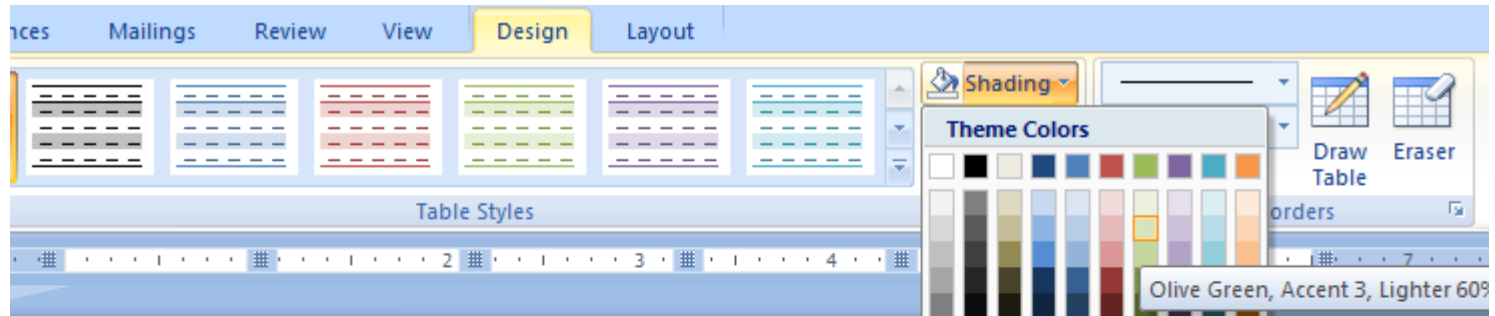 nces Mailings Review View Design Layout
Shading
Theme Colors
Draw Table Eraser
Table Styles
orders
2 3 4 7
Olive Green, Accent 3, Lighter 60%